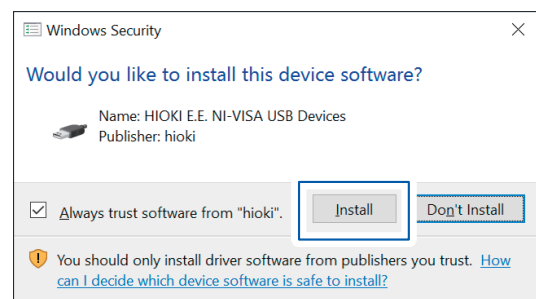 Windows Security
Would you like to install this device software?
Name: HIOKI E.E. NI-VISA USB Devices
Publisher: hioki
Always trust software from "hioki".
Install
Don't Install
You should only install driver software from publishers you trust. How
can I decide which device software is safe to install?